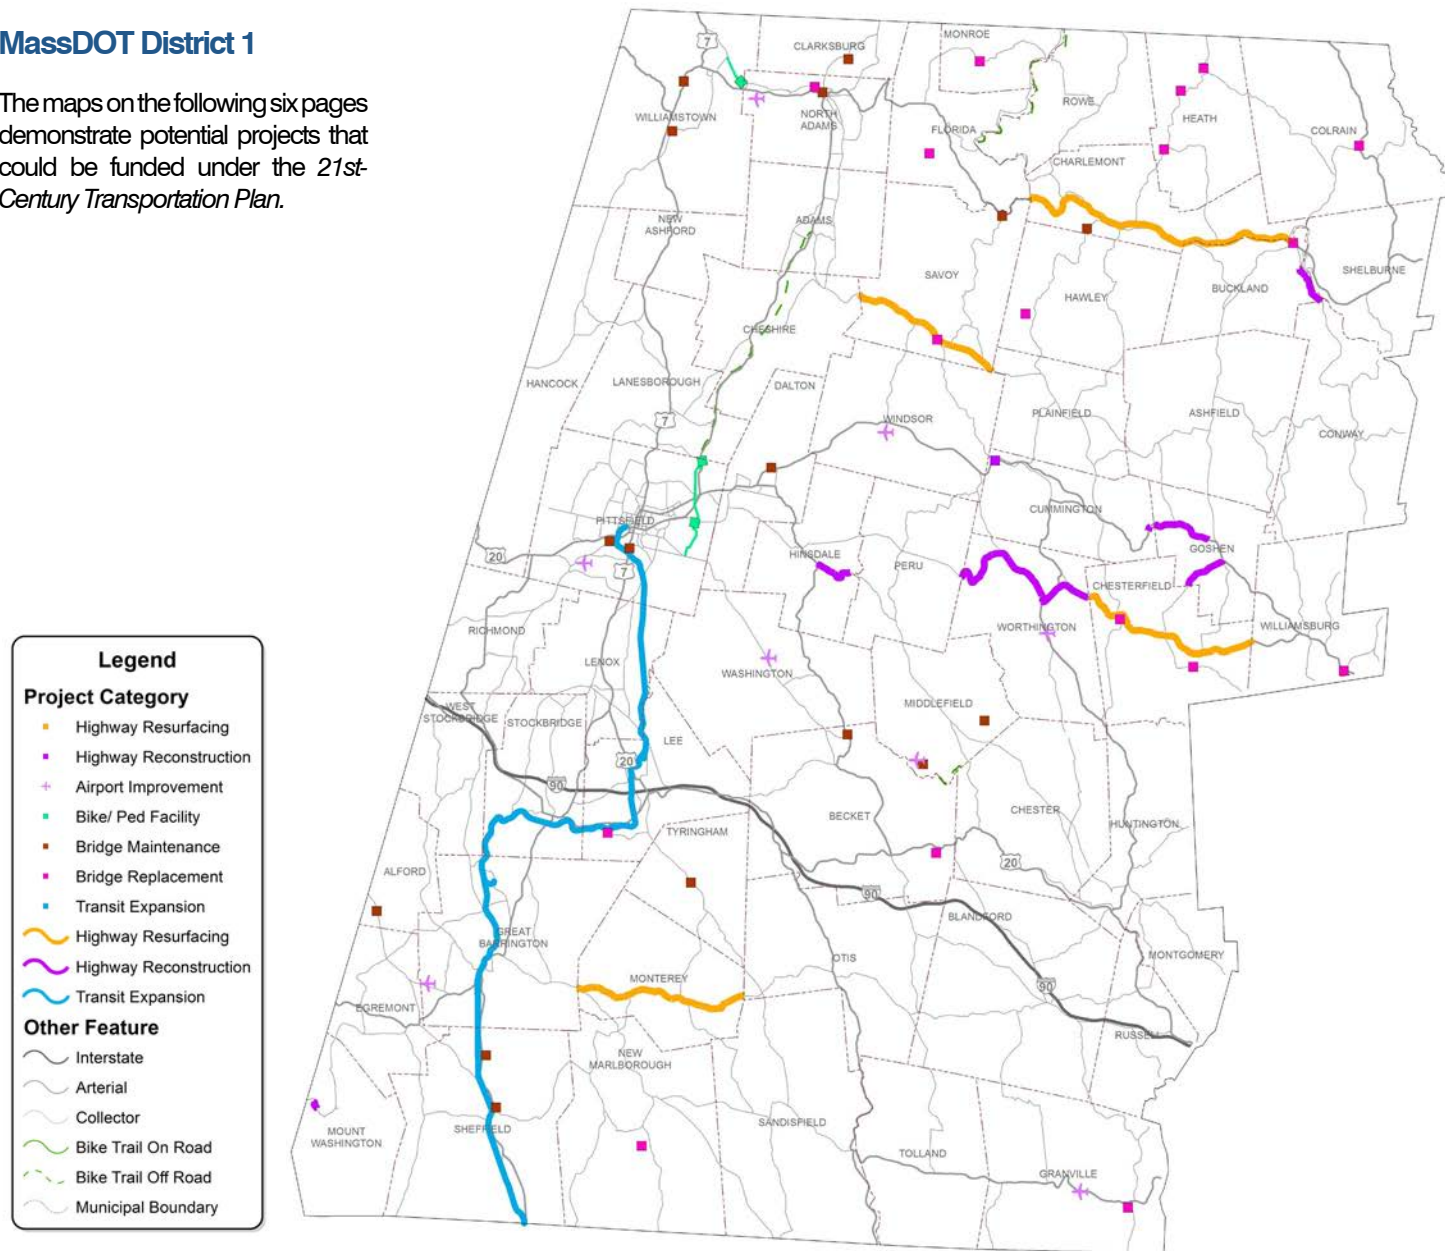 MassDOT District 1
The maps on the following six pages
demonstrate potential projects that
could be funded under the 21st-
Century Transportation Plan.
Legend
Project Category
Highway Resurfacing
Highway Reconstruction
Airport Improvement
Bike/ Ped Facility
Bridge Maintenance
Bridge Replacement
Transit Expansion
Highway Resurfacing
Highway Reconstruction
Transit Expansion
Other Feature
Interstate
Arterial
Collector
Bike Trail On Road
Bike Trail Off Road
Municipal Boundary
7
CLARKSBURG
MONROE
WILLIAMSTOWN
NORTH
ADAMS
FLORIDA
ROWE
HEATH
COLRAIN
CHARLEMONT
NEW
ASHFORD
ADAMS
SAVOY
HAWLEY
BUCKLAND
SHELBURNE
CHESHIRE
HANCOCK
LANESBOROUGH
DALTON
7
WINDSOR
PLAINFIELD
ASHFIELD
CONWAY
PITTSFIELD
CUMMINGTON
20
7
HINSDALE
PERU
GOSHEN
CHESTERFIELD
RICHMOND
LENOX
WASHINGTON
WORTHINGTON
WILLIAMSBURG
WEST
STOCKBRIDGE
STOCKBRIDGE
LEE
MIDDLEFIELD
20
90
TYRINGHAM
BECKET
CHESTER
HUNTINGTON
20
ALFORD
90
GREAT
BARRINGTON
BLANDFORD
MONTEREY
OTIS
MONTGOMERY
90
EGREMONT
RUSSELL
NEW
MARLBOROUGH
MOUNT
WASHINGTON
SHEFFIELD
SANDISFIELD
TOLLAND
GRANVILLE